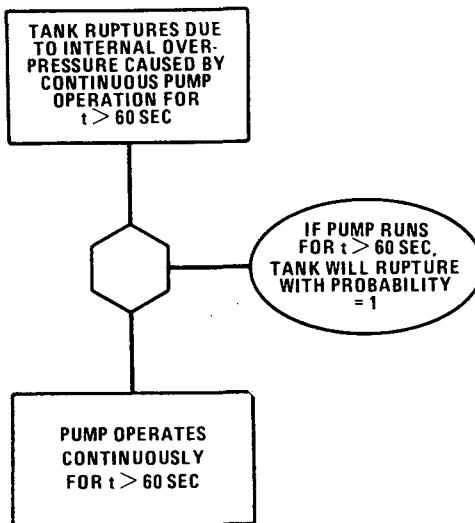 TANK RUPTURES DUE
TO INTERNAL OVER-
PRESSURE CAUSED BY
CONTINUOUS PUMP
OPERATION FOR
t > 60 SEC
IF PUMP RUNS
FOR t > 60 SEC,
TANK WILL RUPTURE
WITH PROBABILITY
= 1
PUMP OPERATES
CONTINUOUSLY
FOR t > 60 SEC